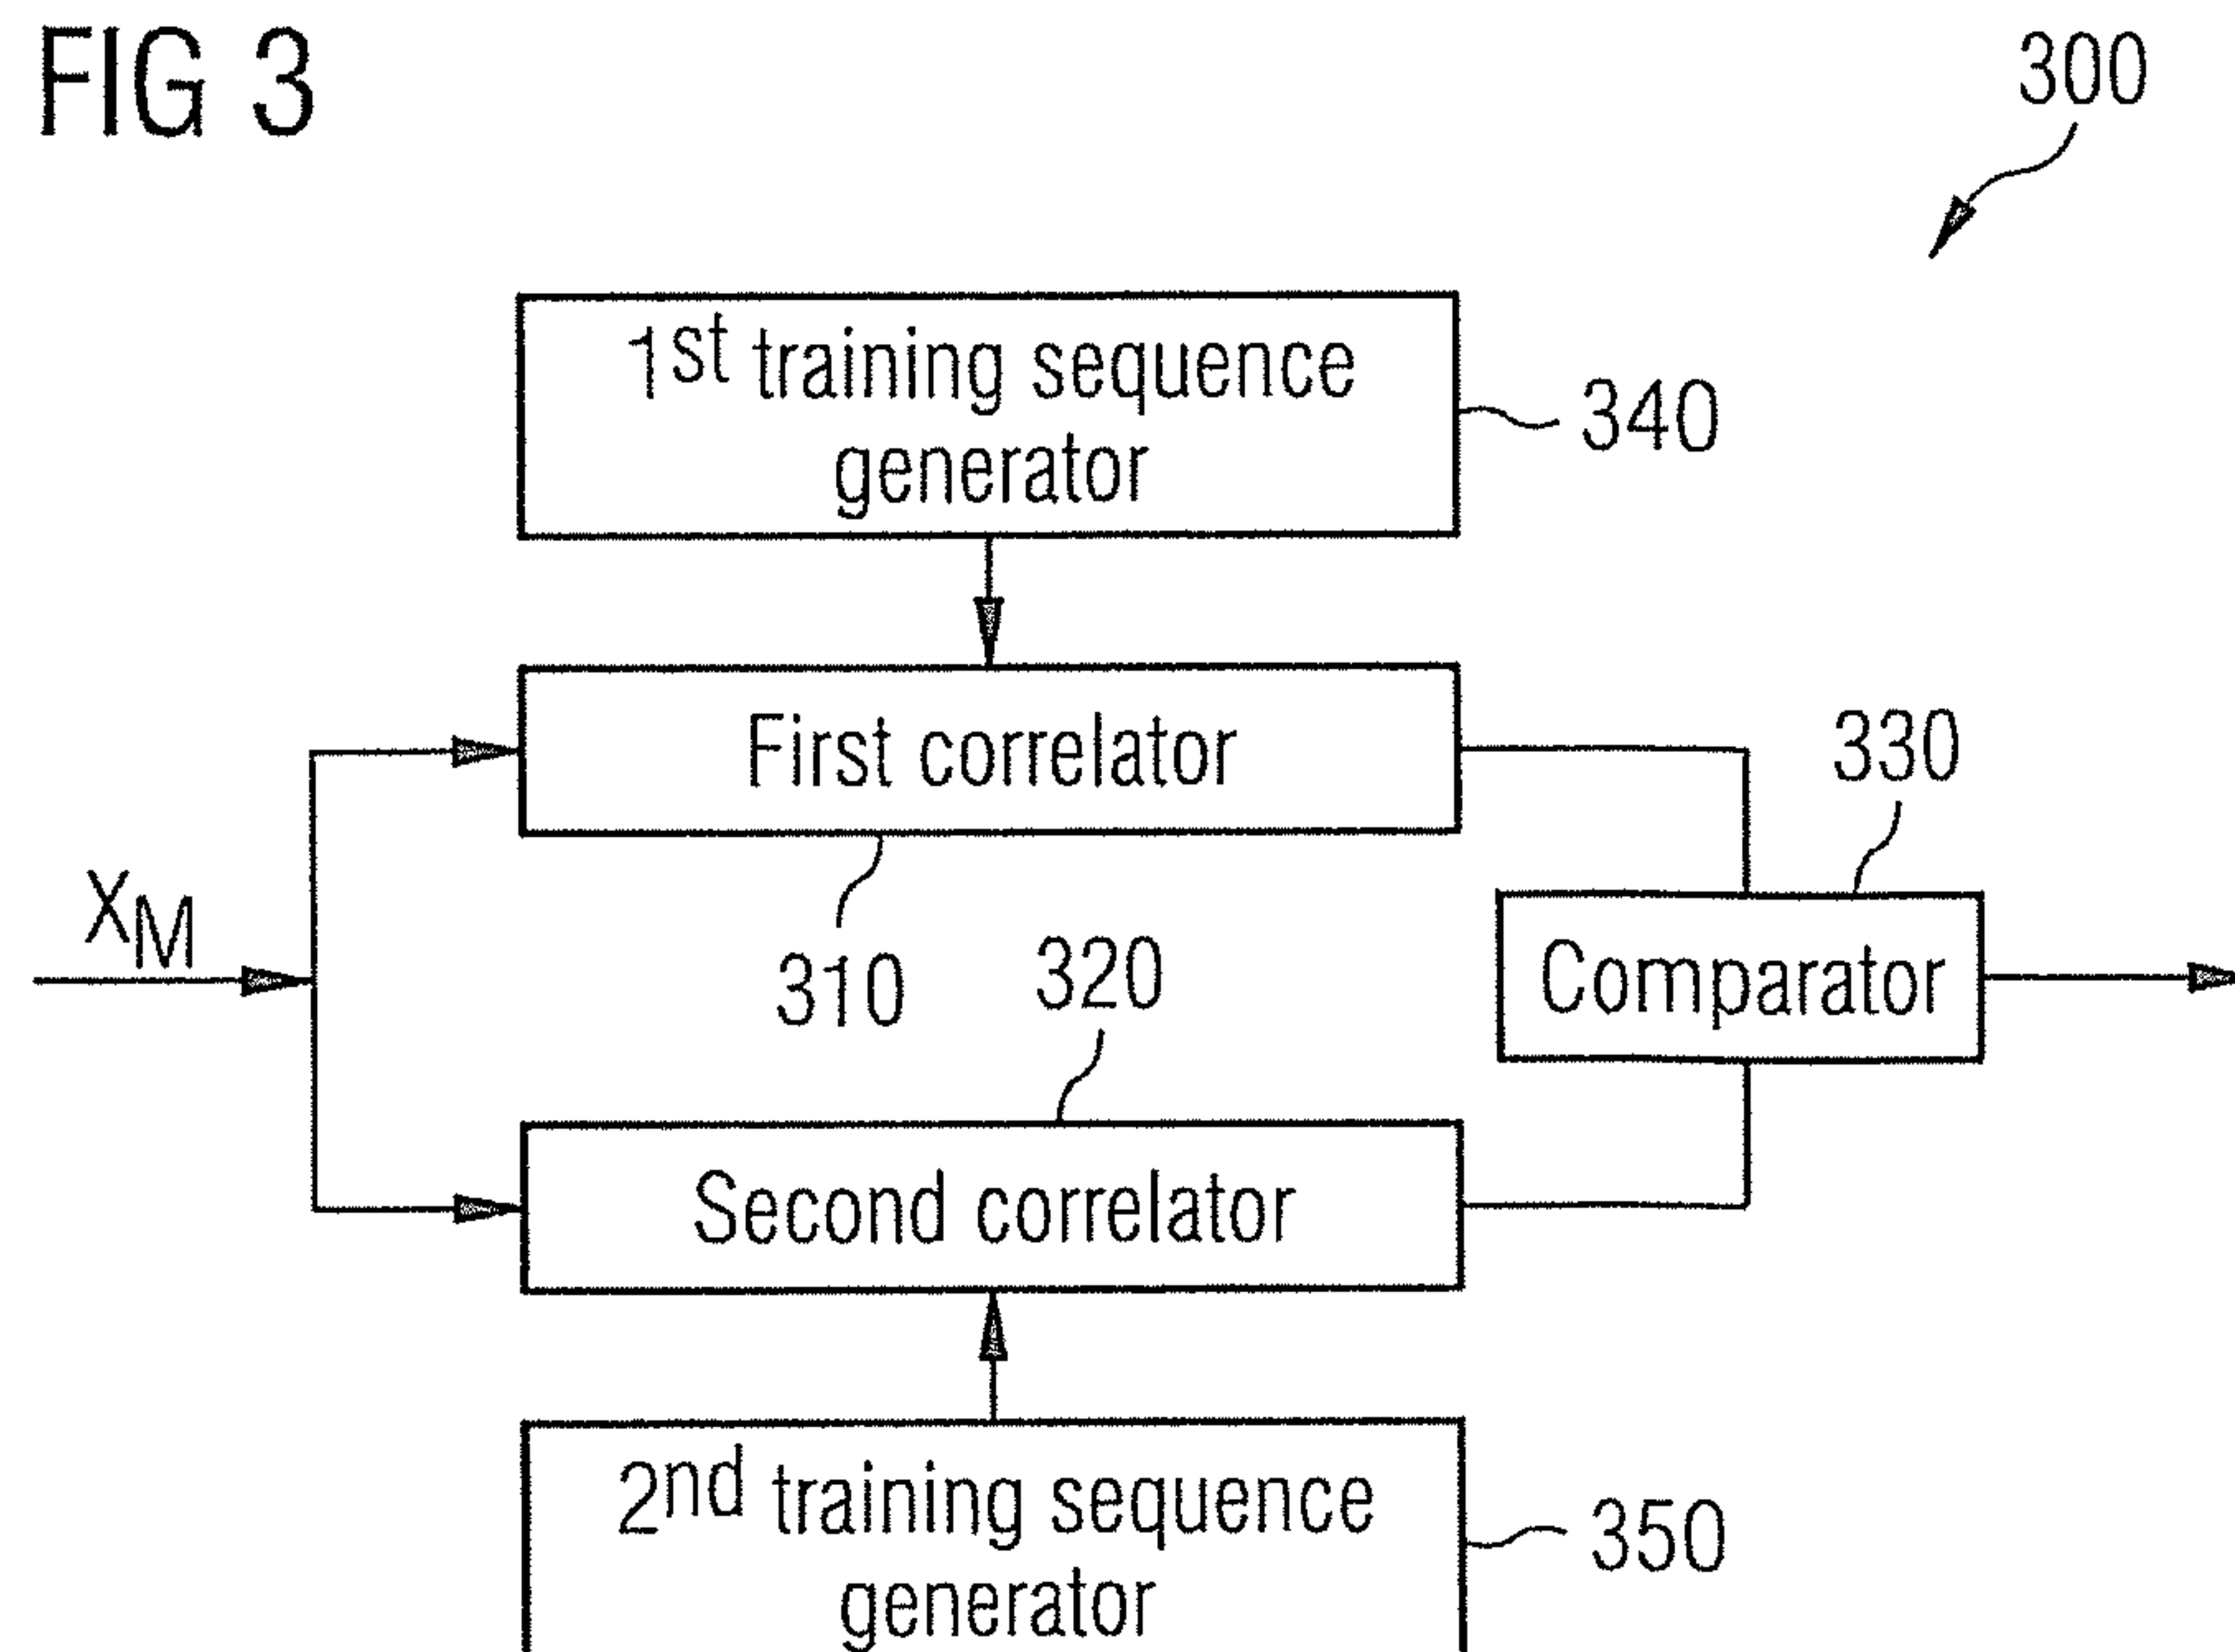 FIG 3
300
1st training sequence
generator
340
First correlator
330
XM
310
320
Comparator
Second correlator
2nd training sequence
generator
350